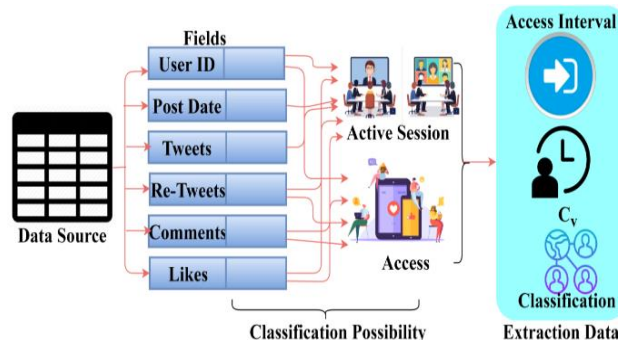 Fields
User ID
Post Date
Tweets
Re-Tweets
Comments
Likes
Data Source
Active Session
Access
Classification Possibility
Access Interval
Cv
Classification
Extraction Data